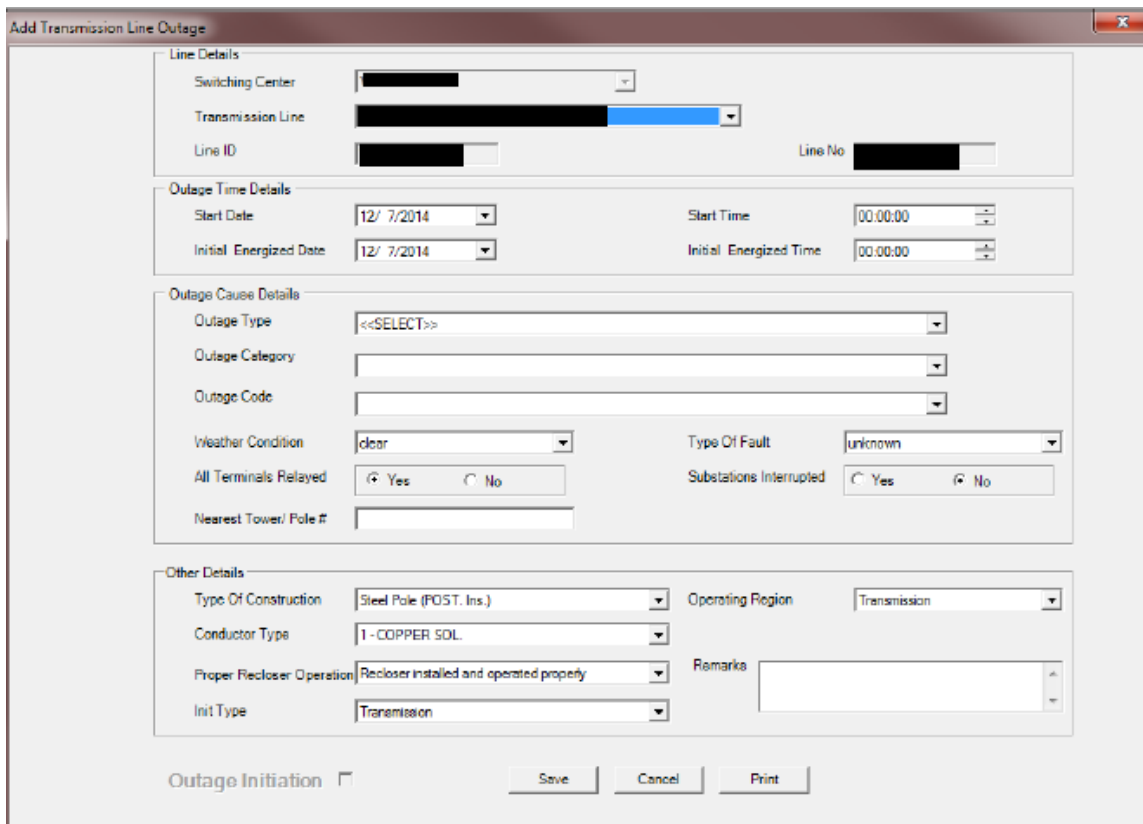 Add Transmission Line Outage
Line Details
Switching Center
Transmission Line
Line ID
Line No
Outage Time Details
Start Date 12/ 7/2014 Start Time 00:00:00
Initial Energized Date 12/ 7/2014 Initial Energized Time 00:00:00
Outage Cause Details
Outage Type <<SELECT>>
Outage Category
Outage Code
Weather Condition clear Type Of Fault unknown
All Terminals Relayed Yes No Substations Interrupted Yes No
Nearest Tower/ Pole #
Other Details
Type Of Construction Steel Pole (POST. Ins.) Operating Region Transmission
Conductor Type 1 - COPPER SOL.
Proper Recloser Operation Recloser installed and operated properly Remarks
Init Type Transmission
Outage Initiation Save Cancel Print